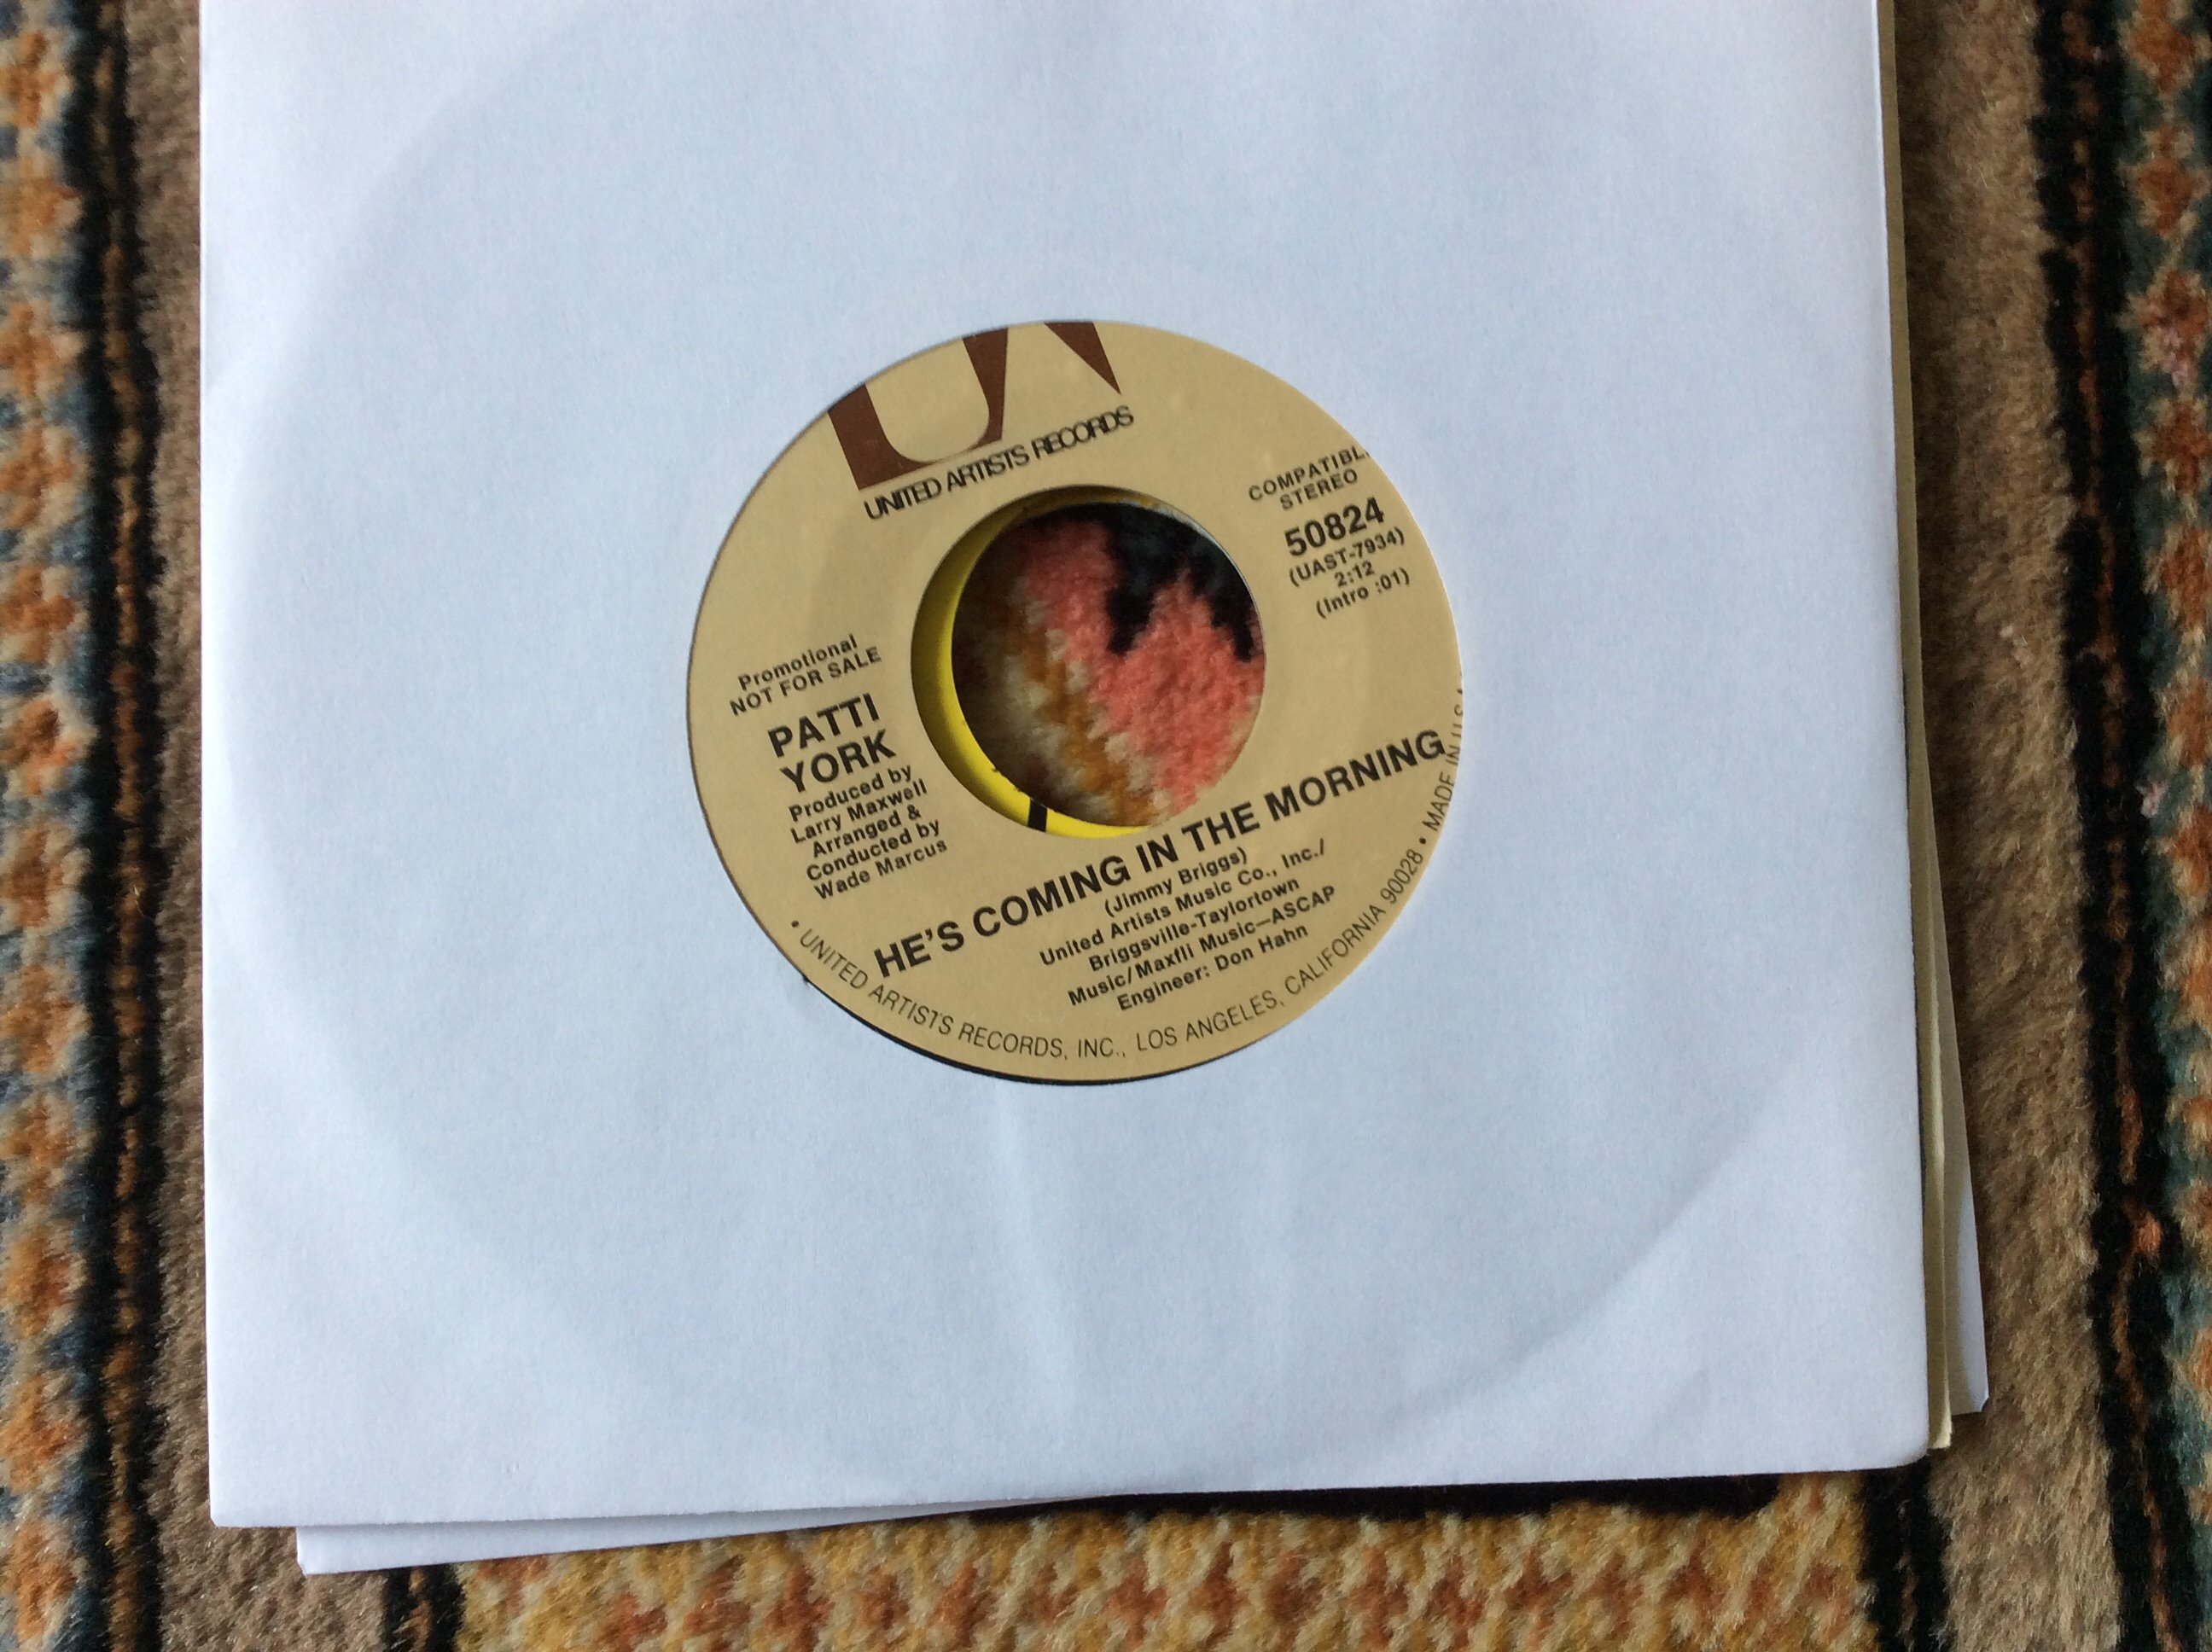 UA
UNITED ARTISTS RECORDS
COMPATIBL
STEREO
50824
(UAST-7934)
2:12
(Intro :01)
Promotional
NOT FOR SALE
PATTI
YORK
Produced by
Larry Maxwell
Arranged &
Conducted by
Wade Marcus
HE'S COMING IN THE MORNING
(Jimmy Briggs)
United Artists Music Co., Inc./
Briggsville-Taylortown
Music/Maxfli Music—ASCAP
Engineer: Don Hahn
• UNITED ARTISTS RECORDS, INC., LOS ANGELES, CALIFORNIA 90028 • MADE IN U.S.A.